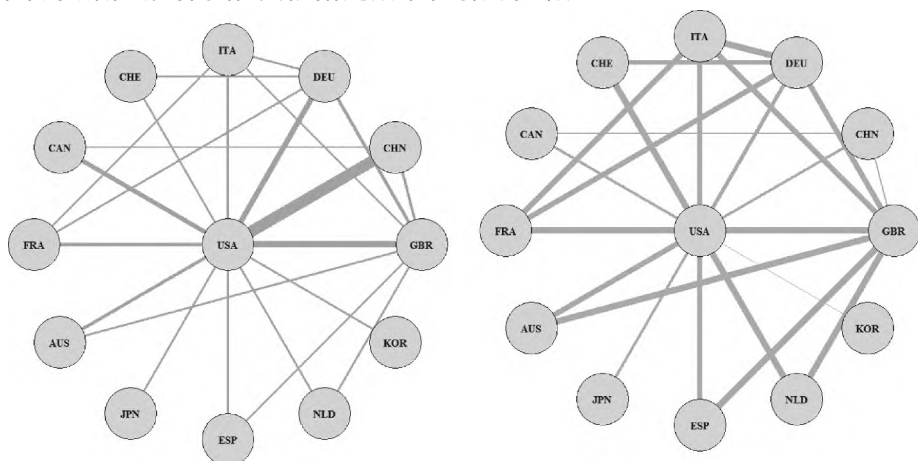 ITA
CHE
DEU
CAN
CHN
FRA
USA
GBR
AUS
KOR
JPN
NLD
ESP
ITA
CHE
DEU
CAN
CHN
FRA
USA
GBR
AUS
KOR
JPN
NLD
ESP